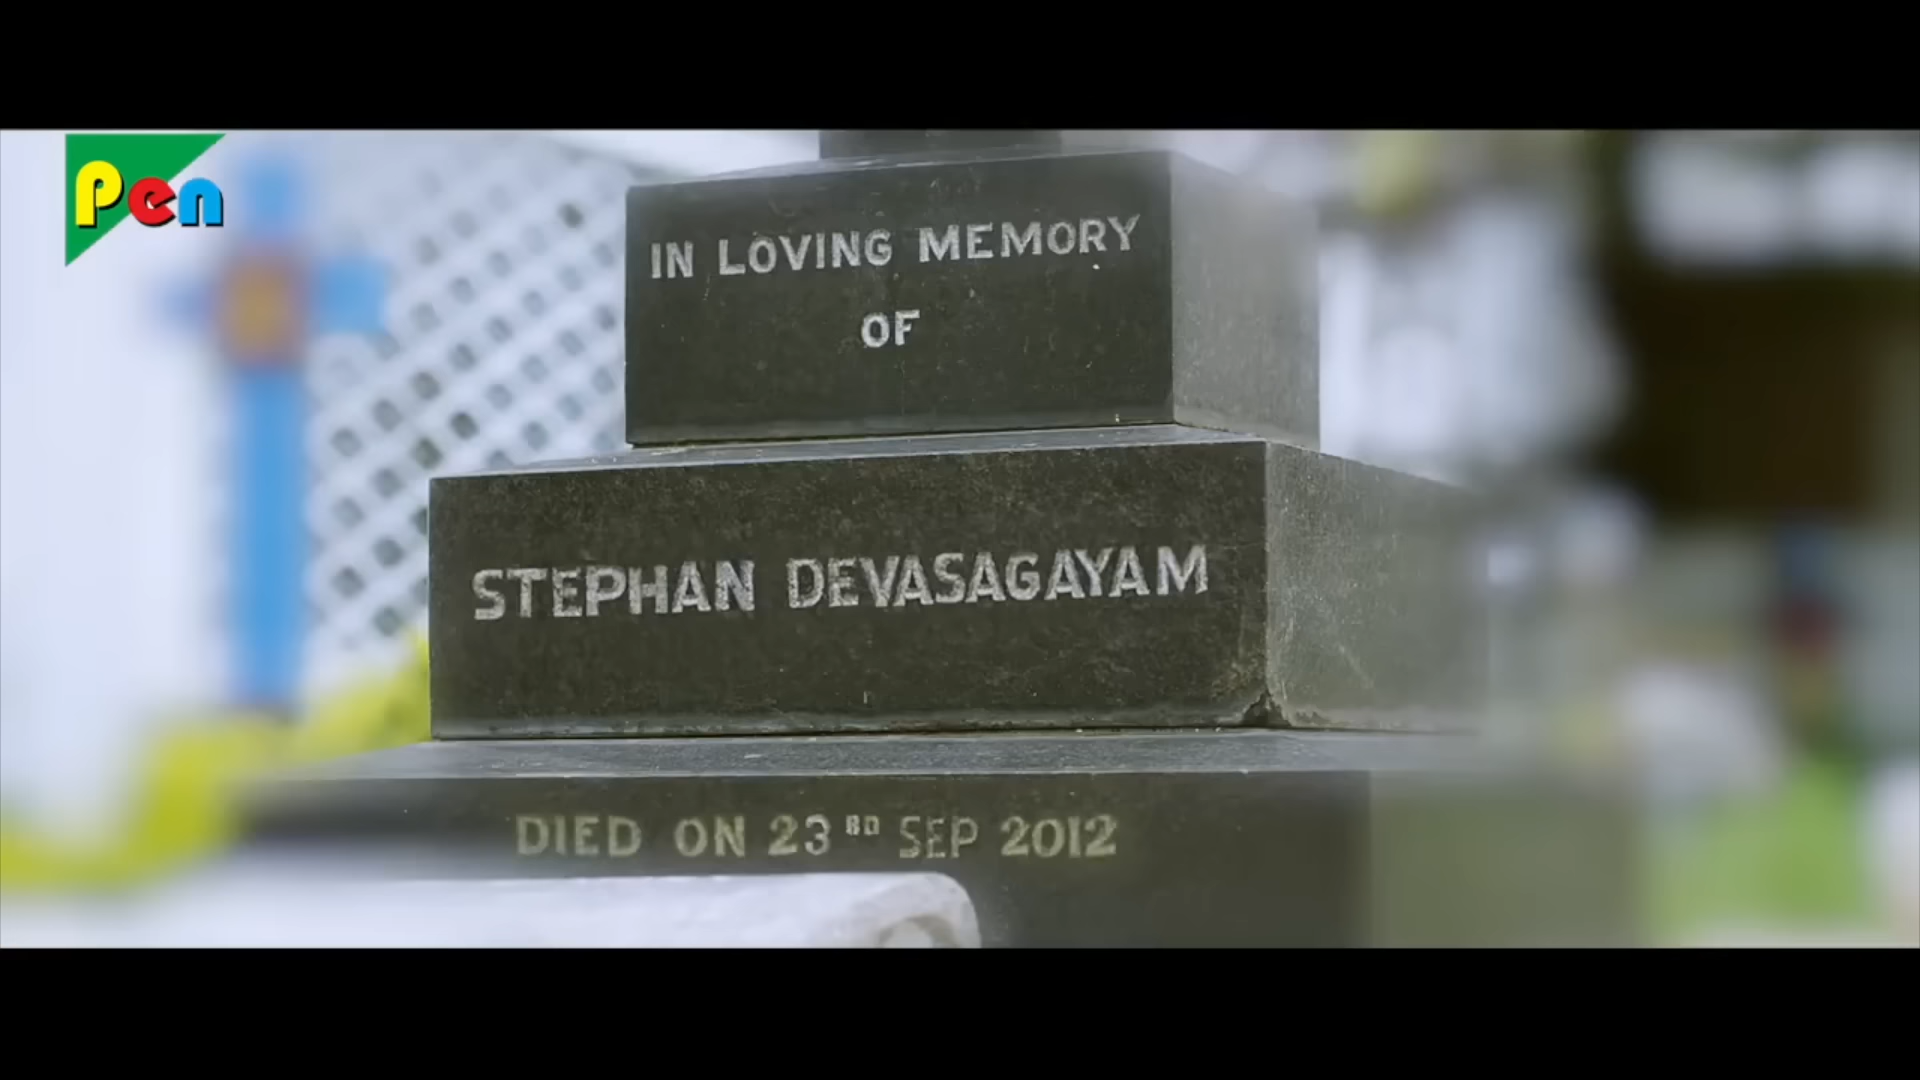 Pen
IN LOVING MEMORY
OF
STEPHAN DEVASAGAYAM
DIED ON 23RD SEP 2012